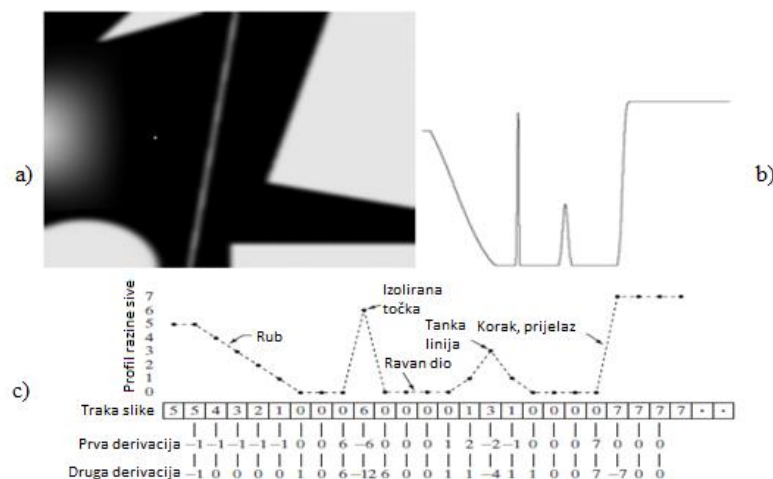 a)
b)
c)
Profil razine sive
7
6
5
4
3
2
1
0
Rub
Izolirana
točka
Ravan dio
Tanka
linija
Korak, prijelaz
Traka slike 5 5 4 3 2 1 0 0 0 6 0 0 0 0 1 3 1 0 0 0 0 7 7 7 7 • •
Prva derivacija −1 −1 −1 −1 −1 0 0 6 −6 0 0 0 1 2 −2 −1 0 0 0 7 0 0 0
Druga derivacija −1 0 0 0 0 1 0 6 −12 6 0 0 1 1 −4 1 1 0 0 7 −7 0 0